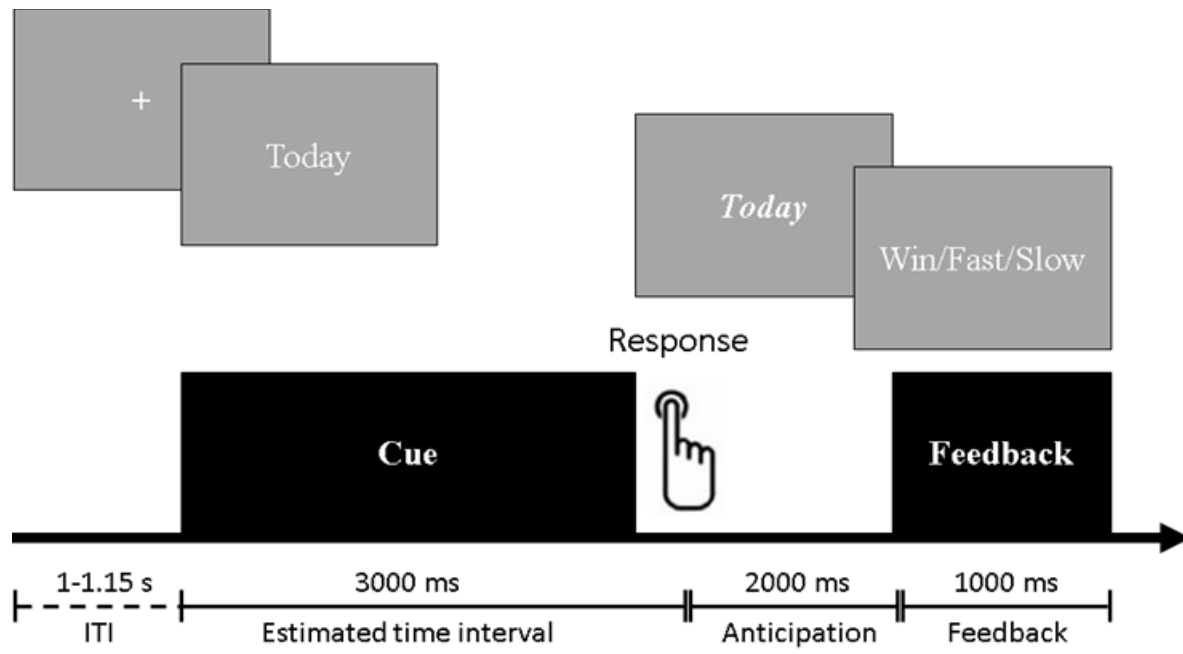 +
Today
Today
Win/Fast/Slow
Response
Cue
Feedback
1-1.15 s
3000 ms
2000 ms
1000 ms
ITI
Estimated time interval
Anticipation
Feedback